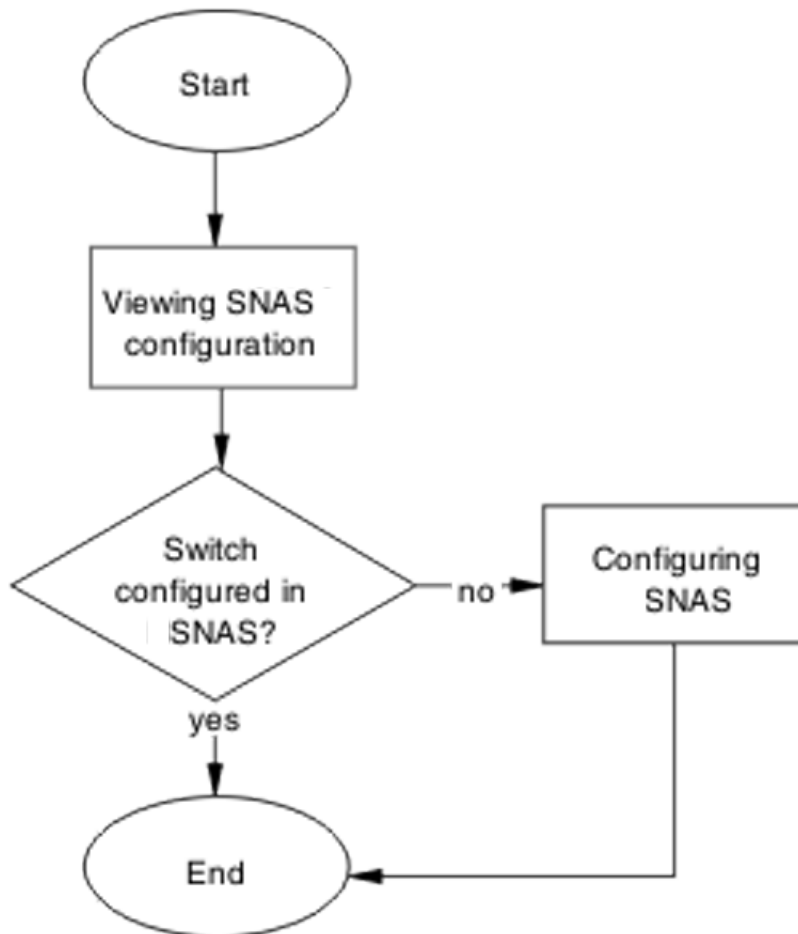 Start
Viewing SNAS
configuration
Switch
configured in
SNAS?
no
Configuring
SNAS
yes
End